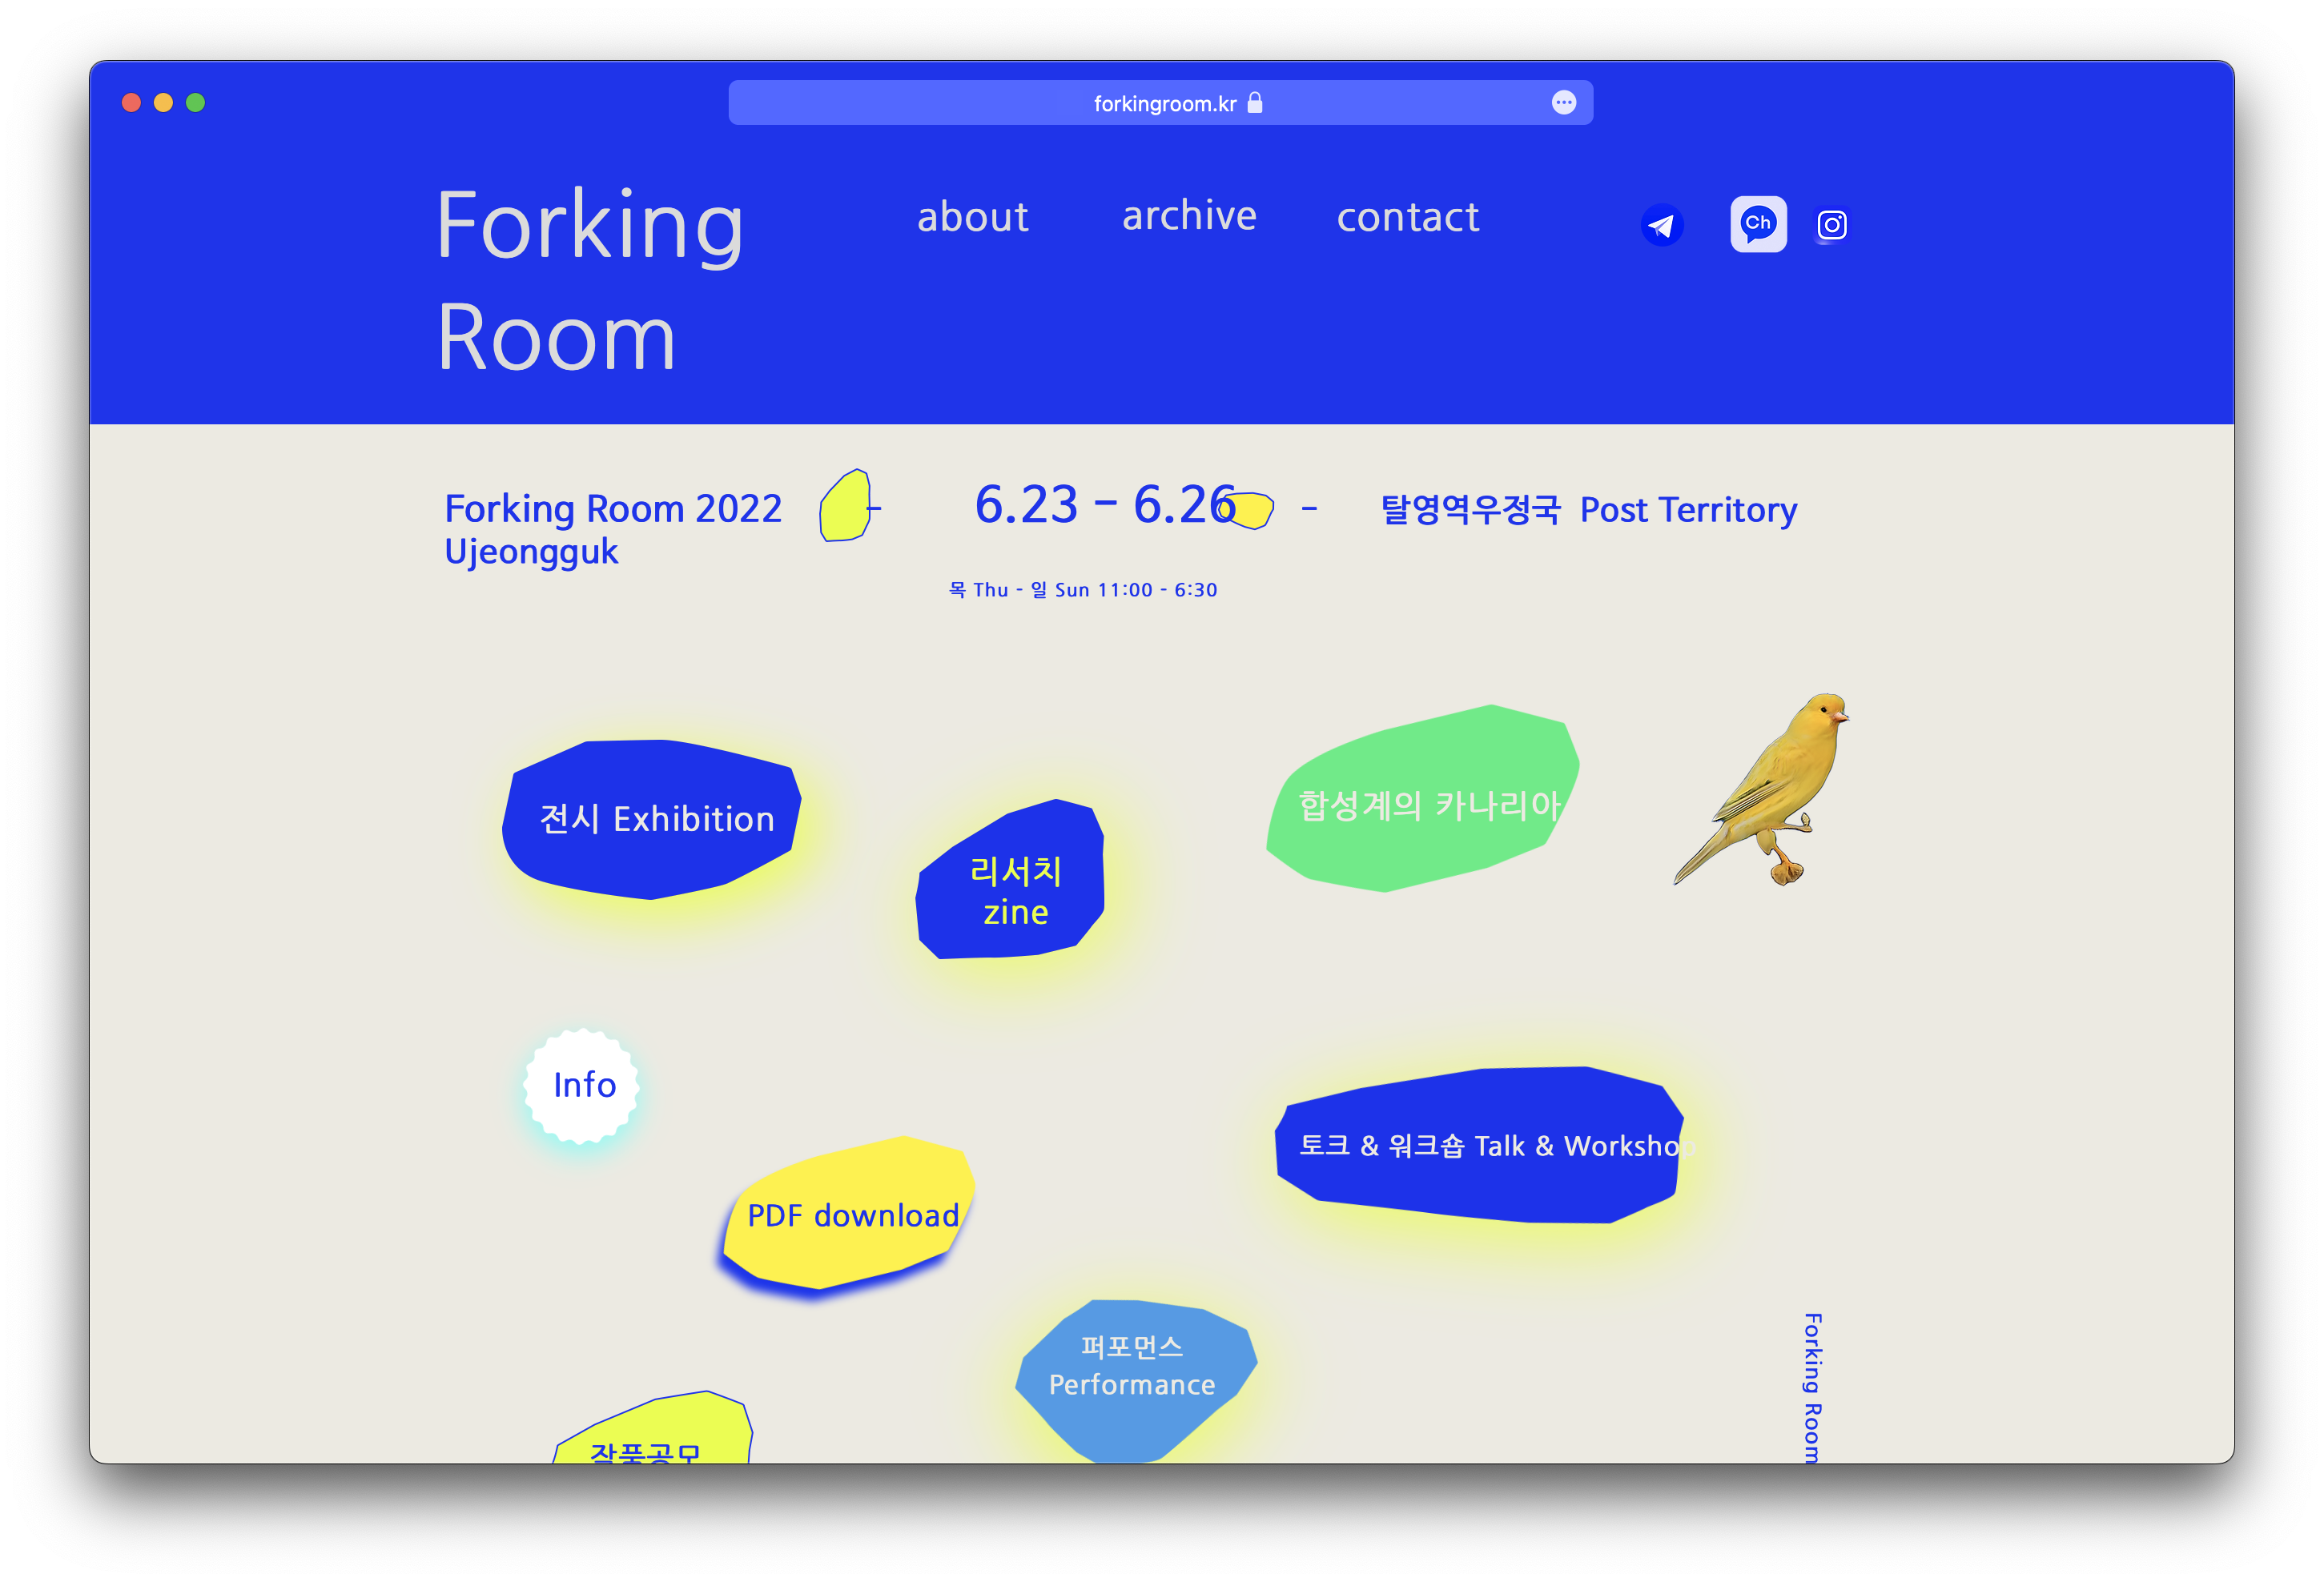 forkingroom.kr
Forking
Room
about
archive
contact
Ch
Forking Room 2022 - 6.23 - 6.26 - 탈영역우정국 Post Territory
Ujeongguk
목 Thu - 일 Sun 11:00 - 6:30
전시 Exhibition
리서치
zine
합성계의 카나리아
Info
토크 & 워크숍 Talk & Workshop
PDF download
퍼포먼스
Performance
작품공모
Forking Room